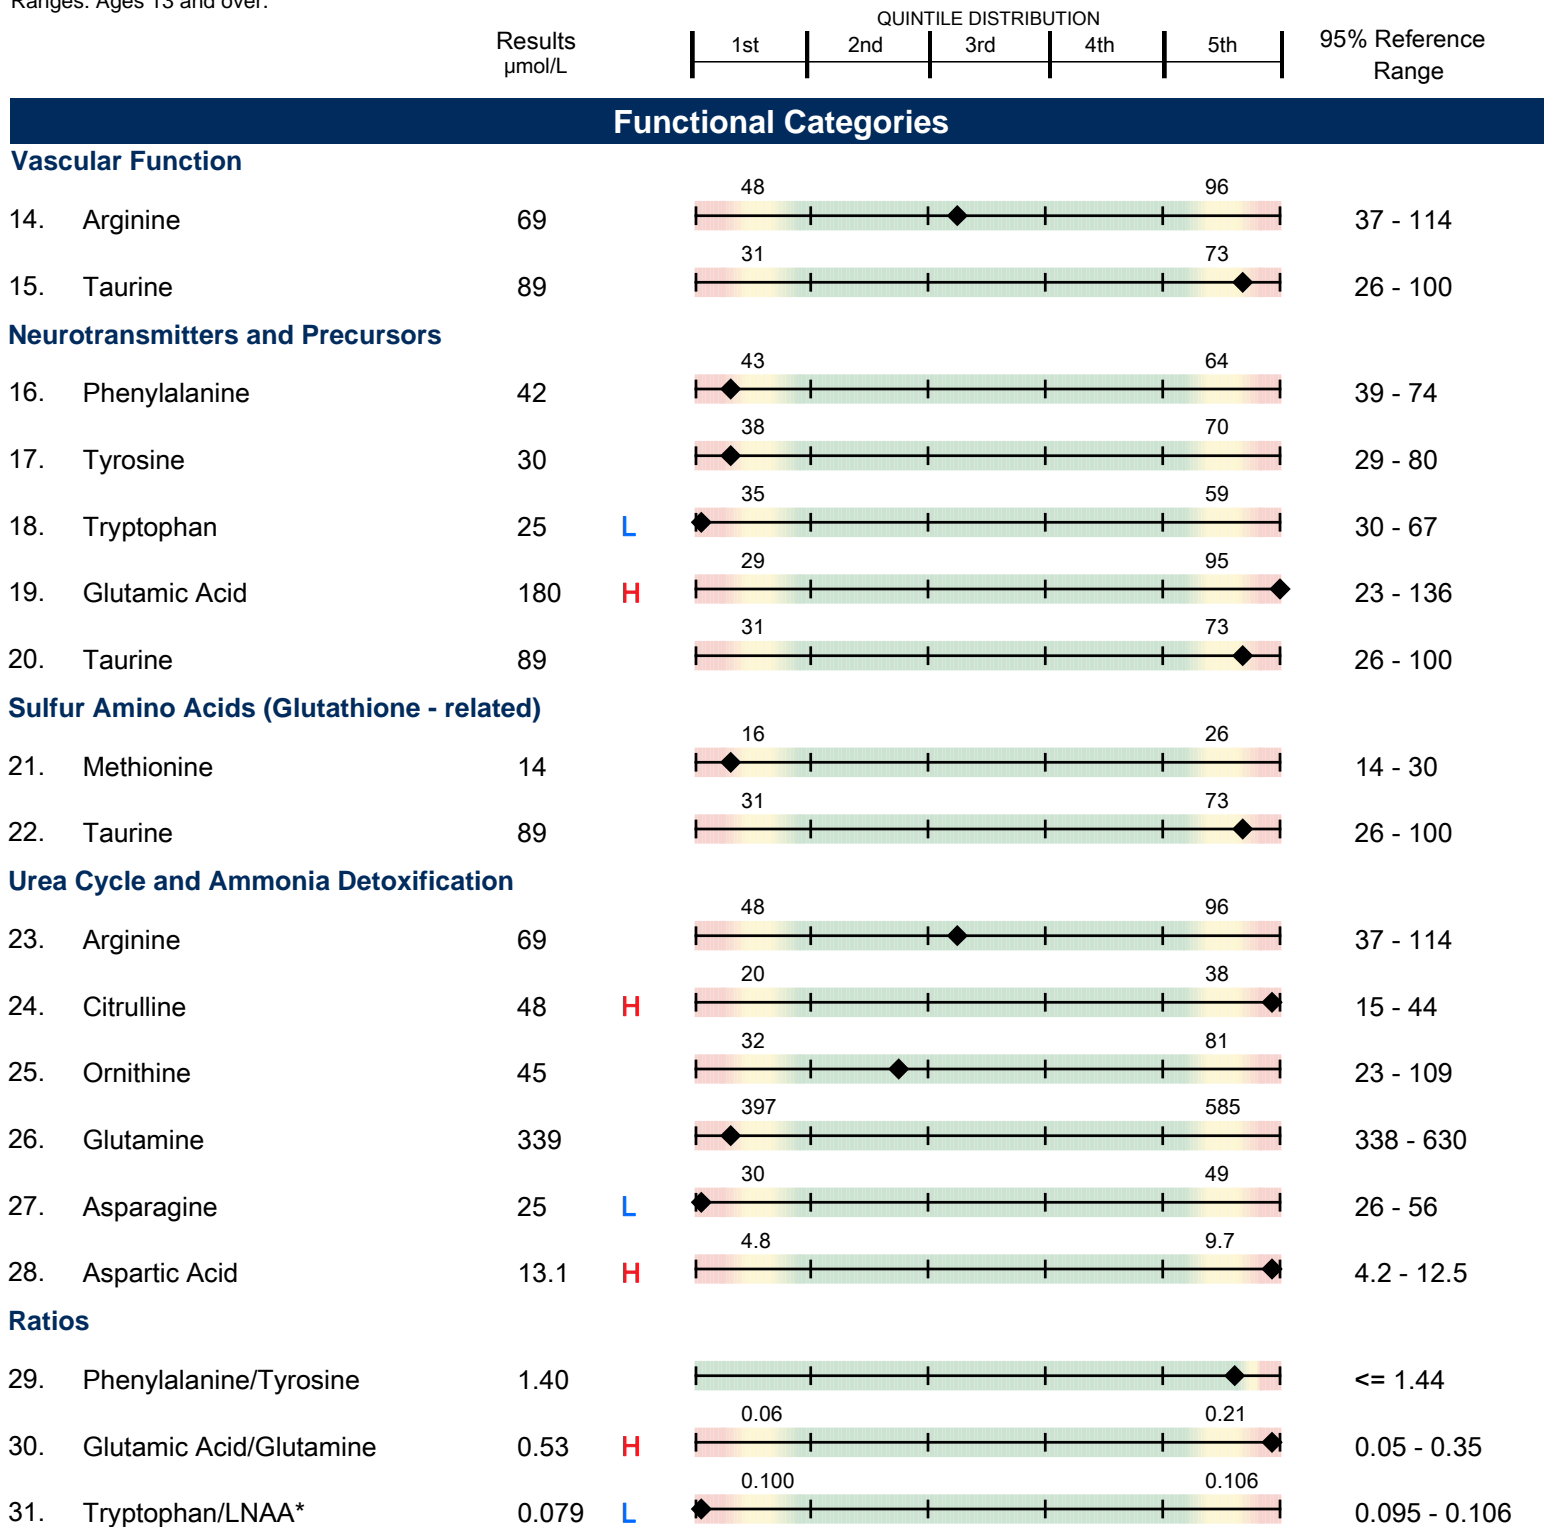 Ranges: Ages 13 and over.
QUINTILE DISTRIBUTION
Results 1st 2nd 3rd 4th 5th 95% Reference
µmol/L Range
Functional Categories
Vascular Function
48 96
14. Arginine 69 37 - 114
31 73
15. Taurine 89 26 - 100
Neurotransmitters and Precursors
43 64
16. Phenylalanine 42 39 - 74
38 70
17. Tyrosine 30 29 - 80
35 59
18. Tryptophan 25 L 30 - 67
29 95
19. Glutamic Acid 180 H 23 - 136
31 73
20. Taurine 89 26 - 100
Sulfur Amino Acids (Glutathione - related)
16 26
21. Methionine 14 14 - 30
31 73
22. Taurine 89 26 - 100
Urea Cycle and Ammonia Detoxification
48 96
23. Arginine 69 37 - 114
20 38
24. Citrulline 48 H 15 - 44
32 81
25. Ornithine 45 23 - 109
397 585
26. Glutamine 339 338 - 630
30 49
27. Asparagine 25 L 26 - 56
4.8 9.7
28. Aspartic Acid 13.1 H 4.2 - 12.5
Ratios
29. Phenylalanine/Tyrosine 1.40 <= 1.44
0.06 0.21
30. Glutamic Acid/Glutamine 0.53 H 0.05 - 0.35
0.100 0.106
31. Tryptophan/LNAA* 0.079 L 0.095 - 0.106